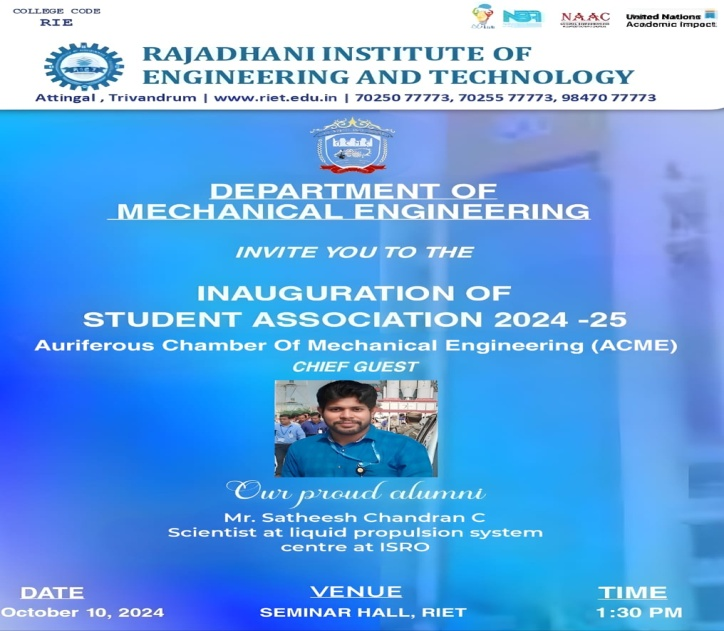 COLLEGE CODE
RIE
NBA
NAAC
United Nations
Academic Impact
RAJADHANI INSTITUTE OF
ENGINEERING AND TECHNOLOGY
Attingal , Trivandrum | www.riet.edu.in | 70250 77773, 70255 77773, 98470 77773
DEPARTMENT OF
MECHANICAL ENGINEERING
INVITE YOU TO THE
INAUGURATION OF
STUDENT ASSOCIATION 2024 -25
Auriferous Chamber Of Mechanical Engineering (ACME)
CHIEF GUEST
Our proud alumni
Mr. Satheesh Chandran C
Scientist at liquid propulsion system
centre at ISRO
DATE VENUE TIME
October 10, 2024 SEMINAR HALL, RIET 1:30 PM